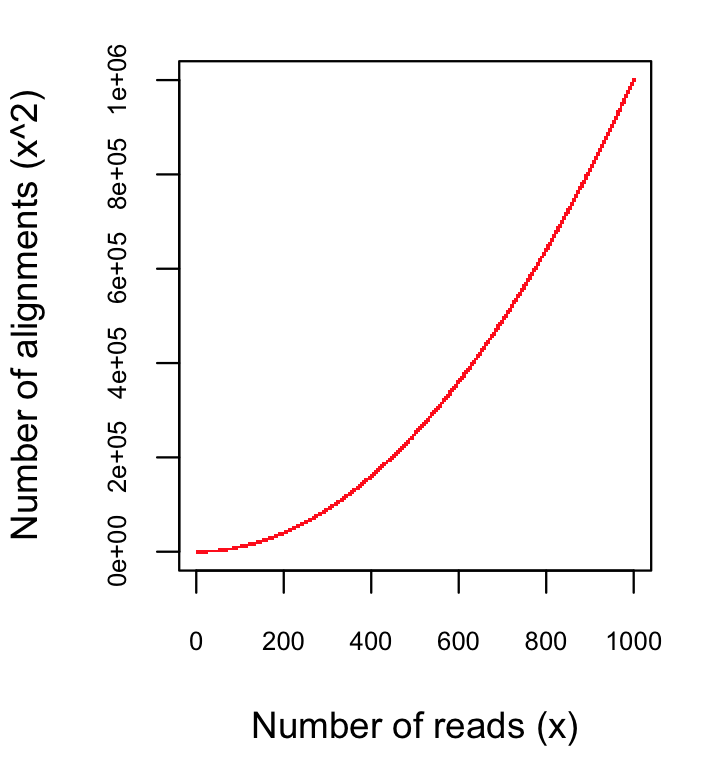 Number of alignments (x^2)
1e+06
8e+05
6e+05
4e+05
2e+05
0e+00
0 200 400 600 800 1000
Number of reads (x)